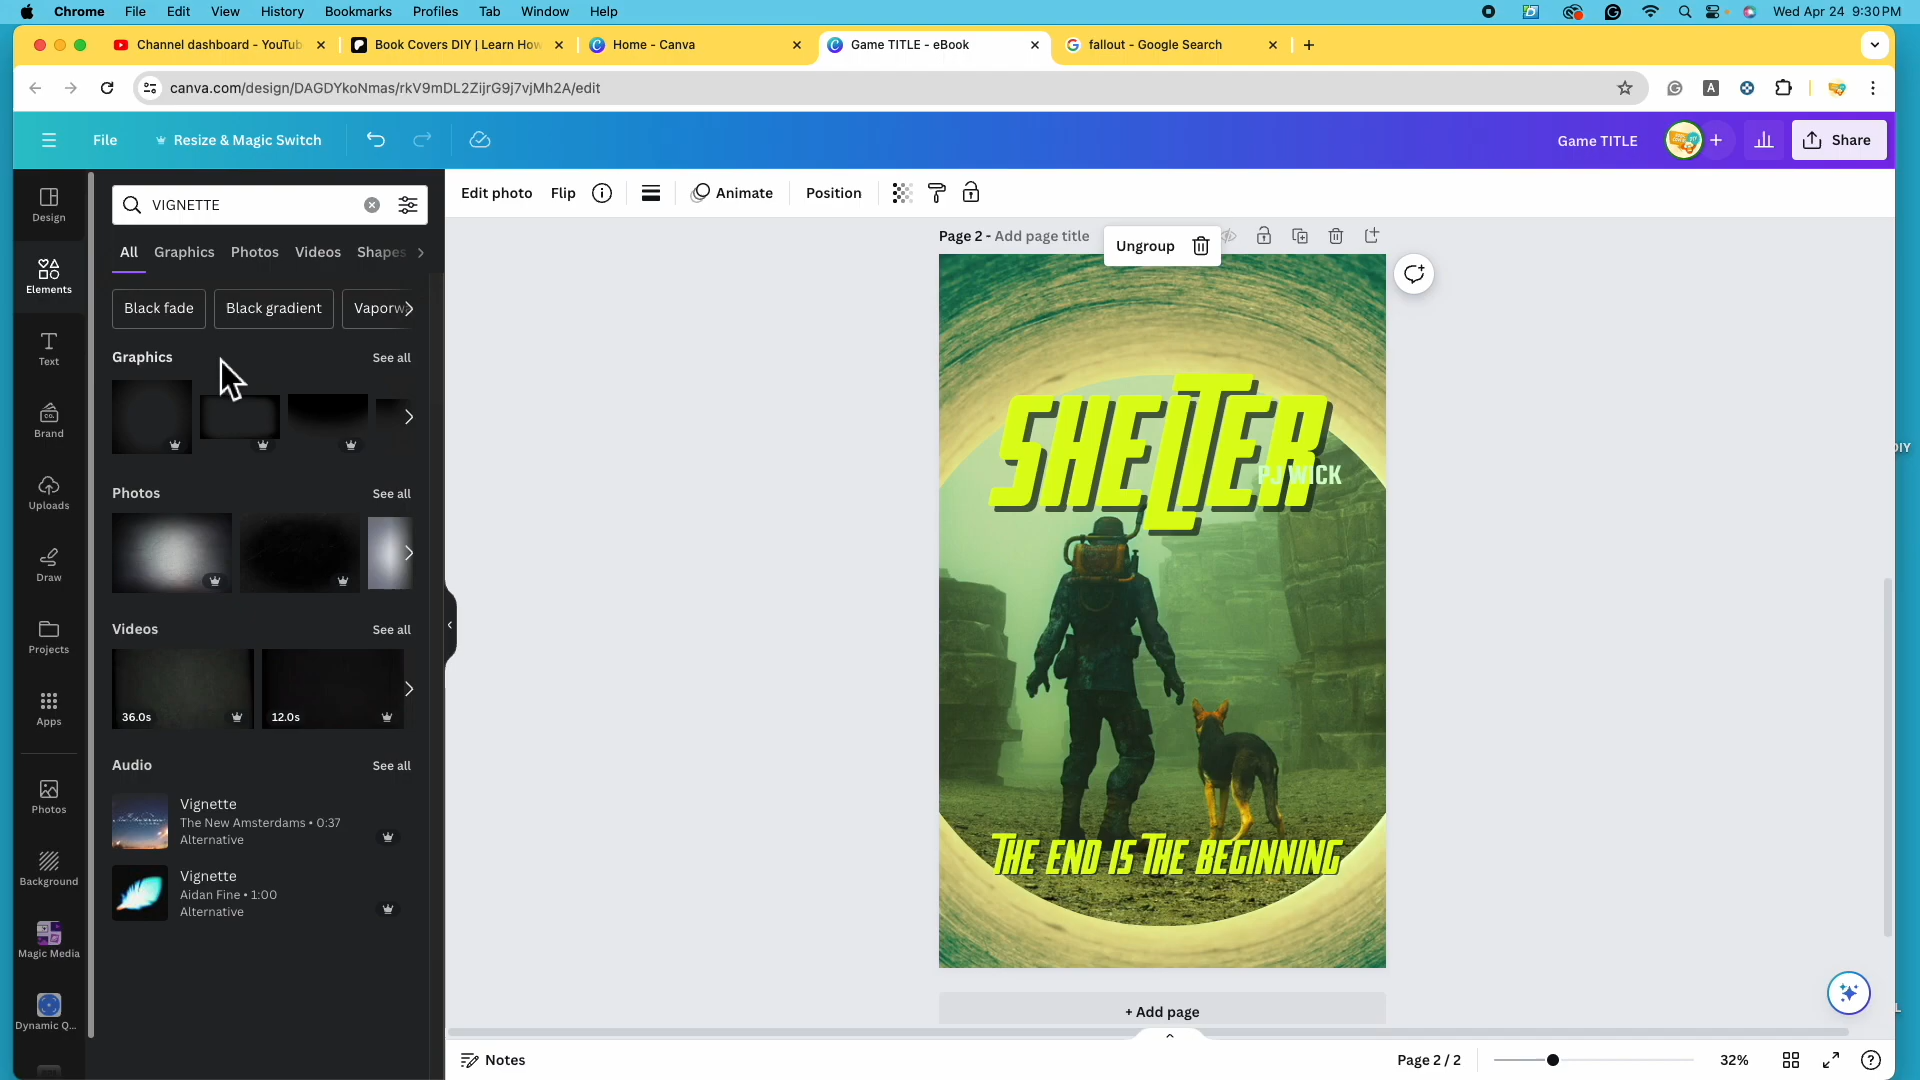 Chrome File Edit View History Bookmarks Profiles Tab Window Help Wed Apr 24 9:30 PM
Channel dashboard - YouTub Book Covers DIY | Learn How Home - Canva Game TITLE - eBook fallout - Google Search
canva.com/design/DAGDYkoNmas/rkV9mDL2ZijrG9j7vjMh2A/edit
File Resize & Magic Switch Game TITLE Share
Design
Elements
Text
Brand
Uploads
Draw
Projects
Apps
Photos
Background
Magic Media
Dynamic Q...
VIGNETTE
All Graphics Photos Videos Shapes
Black fade Black gradient Vaporw
Graphics See all
Photos See all
Videos See all
36.0s 12.0s
Audio See all
Vignette
The New Amsterdams • 0:37
Alternative
Vignette
Aidan Fine • 1:00
Alternative
Edit photo Flip Animate Position
Page 2 - Add page title
Ungroup
SHELTER
PJ WICK
THE END IS THE BEGINNING
+ Add page
Notes Page 2 / 2 32%
DIY